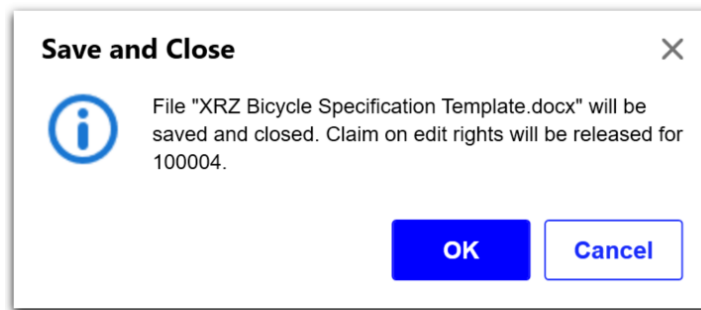 Save and Close
File "XRZ Bicycle Specification Template.docx" will be
saved and closed. Claim on edit rights will be released for
100004.
OK
Cancel